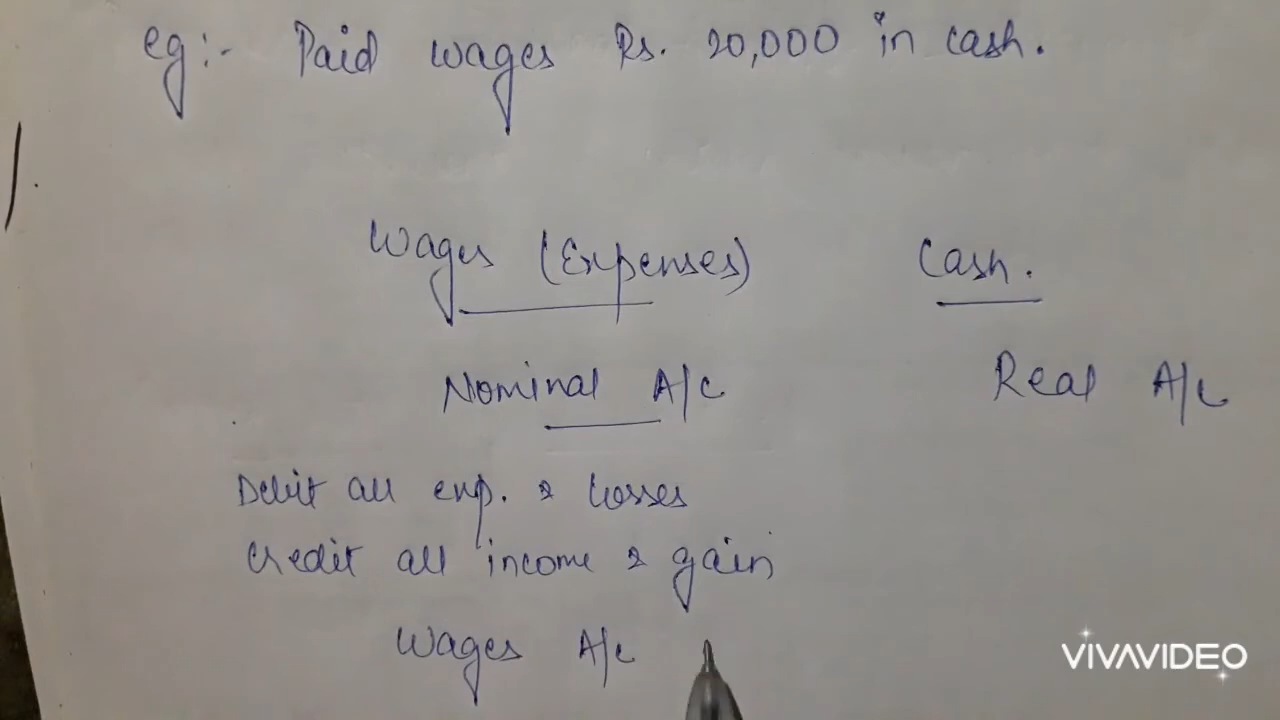 eg:- Paid wages Rs. 20,000 in cash.
Wages (Expenses) Cash.
Nominal A/c Real A/c
Debit all exp. & losses
Credit all income & gain
Wages A/c
VIVAVIDEO